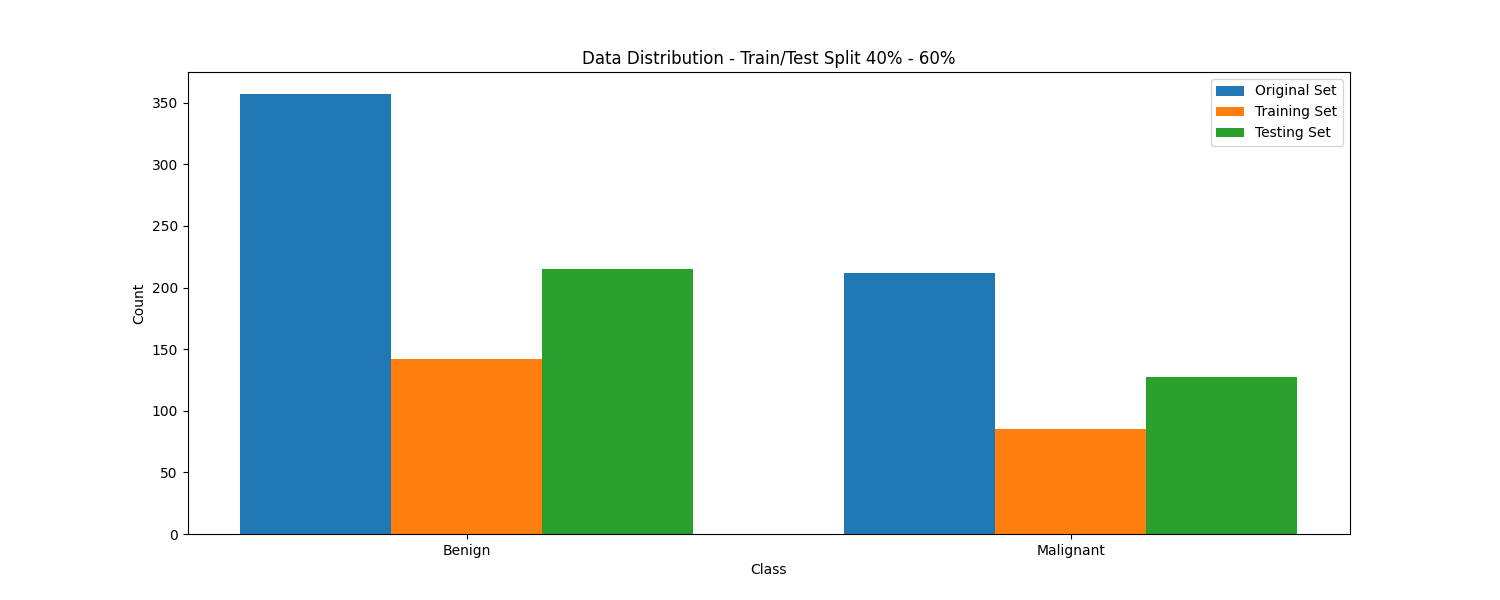 Data Distribution - Train/Test Split 40% - 60%
Original Set
Training Set
Testing Set
350
300
250
200
150
100
50
0
Count
Benign
Malignant
Class